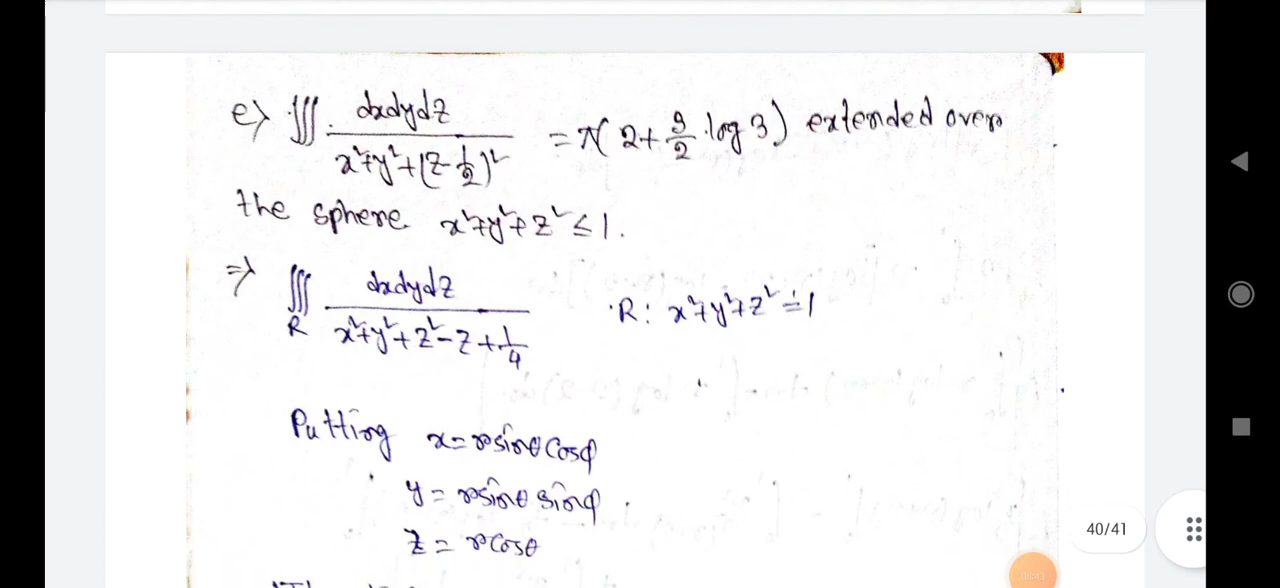 e) ∭ dxdydz / x²+y²+(z-½)² = π(2+ 9/2 log 3) extended over
the sphere x²+y²+z² ≤ 1.
⇒ ∭_R dxdydz / x²+y²+z²-z+¼ R: x²+y²+z² = 1
Putting x = r sinθ cosφ
y = r sinθ sinφ
z = r cosθ
40/41